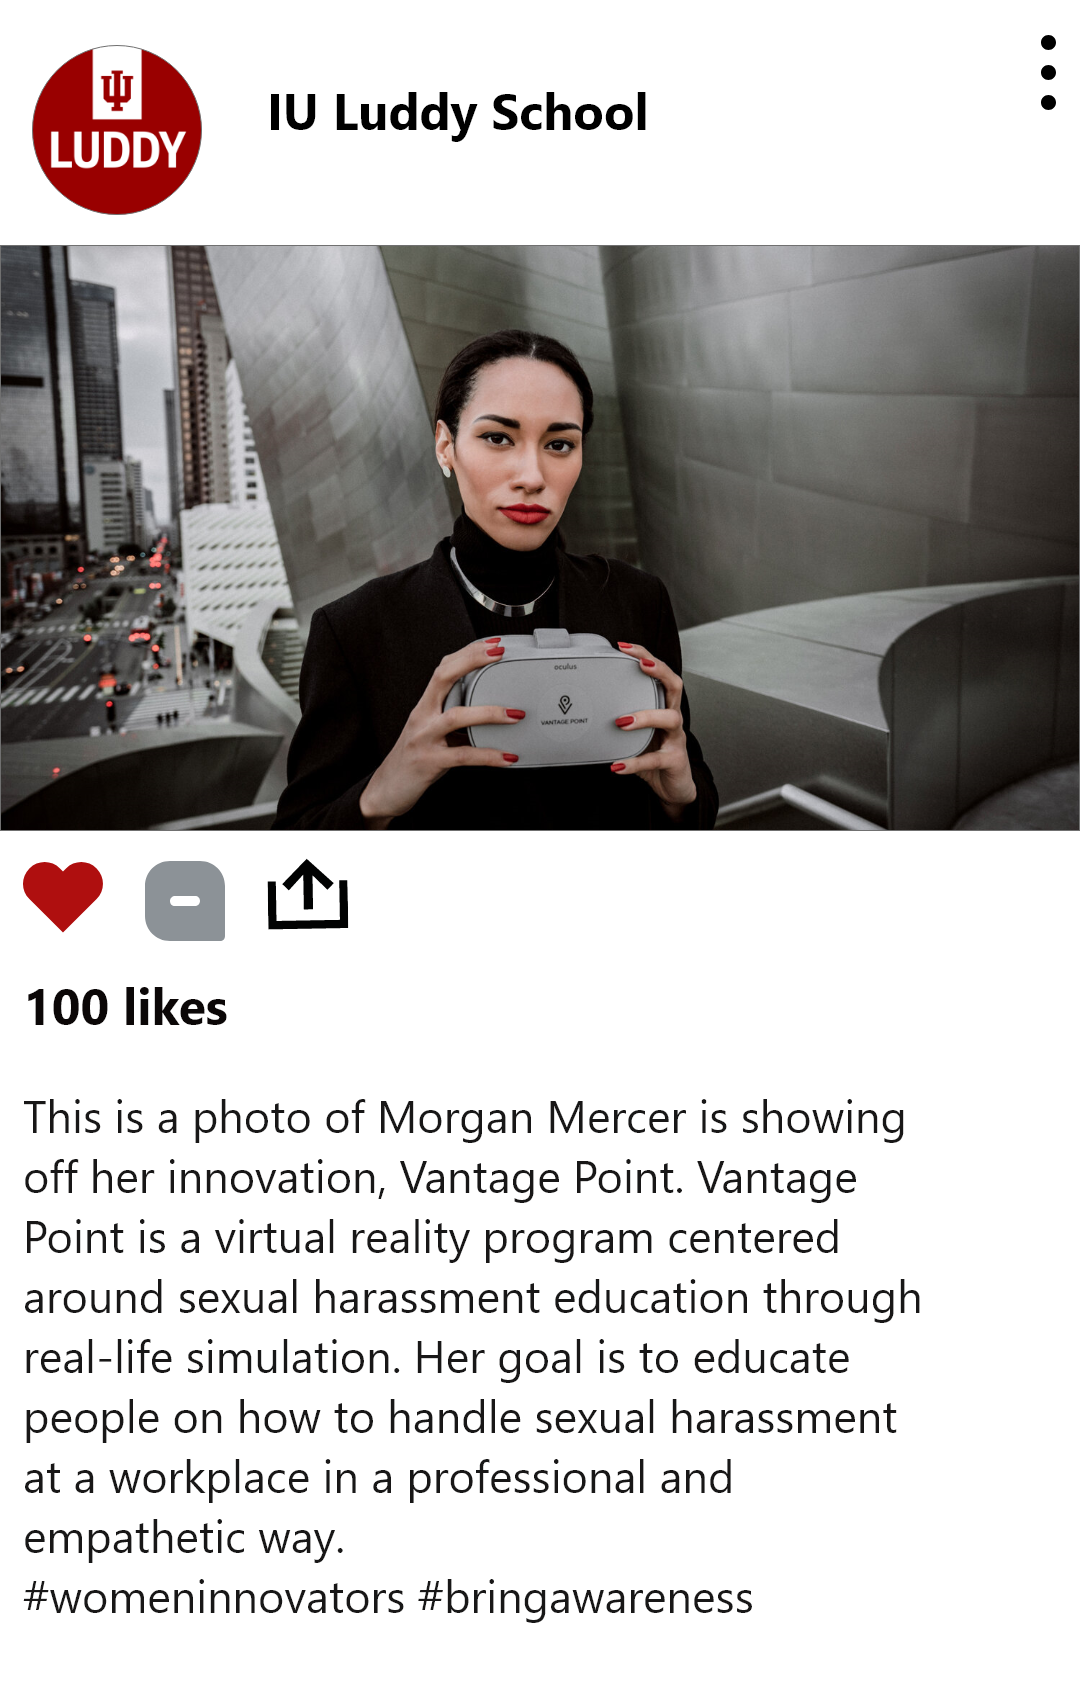 LUDDY
IU Luddy School
oculus
VANTAGE POINT
100 likes
This is a photo of Morgan Mercer is showing
off her innovation, Vantage Point. Vantage
Point is a virtual reality program centered
around sexual harassment education through
real-life simulation. Her goal is to educate
people on how to handle sexual harassment
at a workplace in a professional and
empathetic way.
#womeninnovators #bringawareness